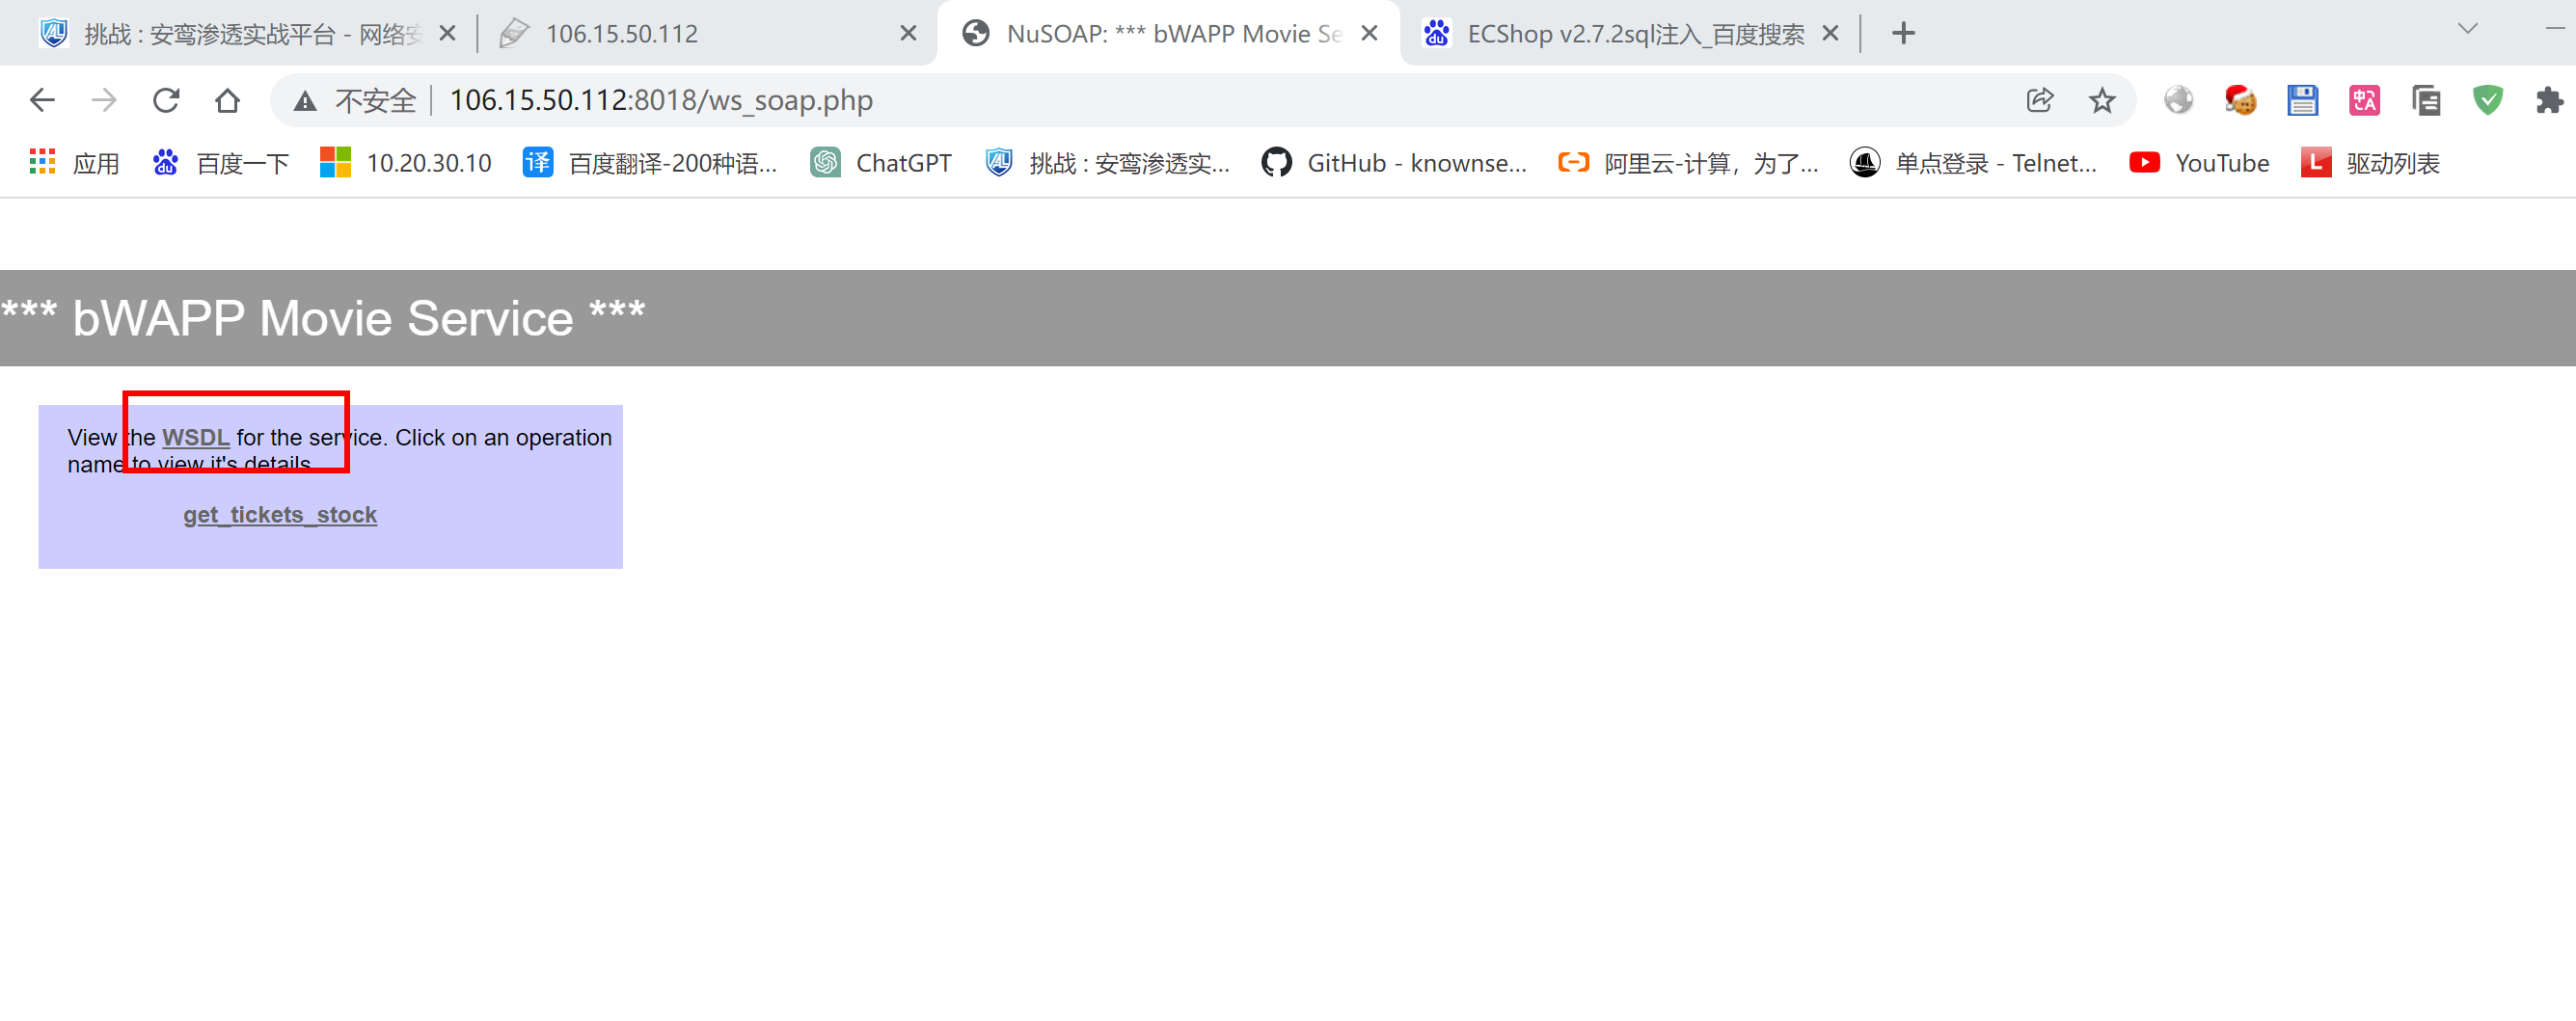 挑战 : 安鸾渗透实战平台 - 网络安
106.15.50.112
NuSOAP: *** bWAPP Movie Se
ECShop v2.7.2sql注入_百度搜索
不安全 106.15.50.112:8018/ws_soap.php
应用 百度一下 10.20.30.10 译 百度翻译-200种语... ChatGPT 挑战 : 安鸾渗透实... GitHub - knownse... 阿里云-计算，为了... 单点登录 - Telnet... YouTube L 驱动列表
*** bWAPP Movie Service ***
View the WSDL for the service. Click on an operation
name to view it's details.
get_tickets_stock